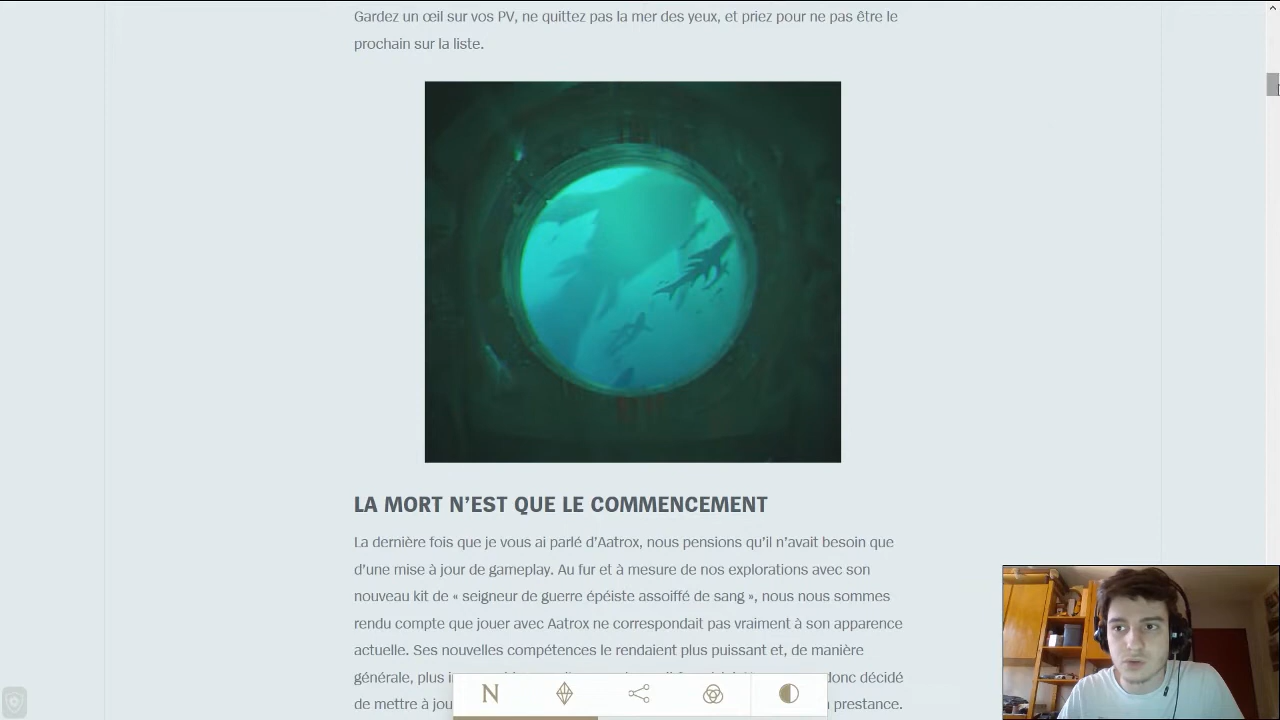 Gardez un œil sur vos PV, ne quittez pas la mer des yeux, et priez pour ne pas être le
prochain sur la liste.
LA MORT N’EST QUE LE COMMENCEMENT
La dernière fois que je vous ai parlé d’Aatrox, nous pensions qu’il n’avait besoin que
d’une mise à jour de gameplay. Au fur et à mesure de nos explorations avec son
nouveau kit de « seigneur de guerre épéiste assoiffé de sang », nous nous sommes
rendu compte que jouer avec Aatrox ne correspondait pas vraiment à son apparence
actuelle. Ses nouvelles compétences le rendaient plus puissant et, de manière
générale, plus donc décidé
de mettre à jou prestance.
N